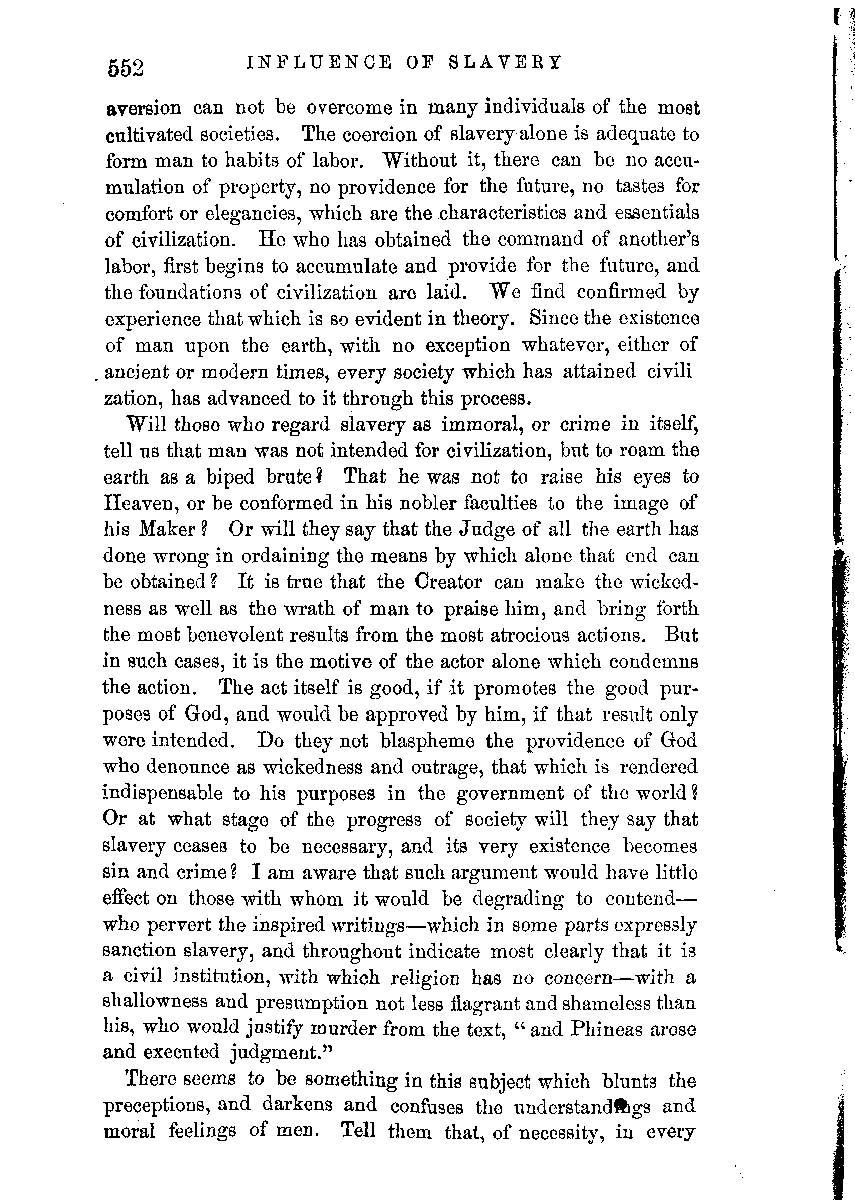 552
INFLUENCE OF SLAVERY
aversion can not be overcome in many individuals of the most
cultivated societies. The coercion of slavery alone is adequate to
form man to habits of labor. Without it, there can be no accu-
mulation of property, no providence for the future, no tastes for
comfort or elegancies, which are the characteristics and essentials
of civilization. He who has obtained the command of another's
labor, first begins to accumulate and provide for the future, and
the foundations of civilization are laid. We find confirmed by
experience that which is so evident in theory. Since the existence
of man upon the earth, with no exception whatever, either of
ancient or modern times, every society which has attained civili
zation, has advanced to it through this process.
Will those who regard slavery as immoral, or crime in itself,
tell us that man was not intended for civilization, but to roam the
earth as a biped brute? That he was not to raise his eyes to
Heaven, or be conformed in his nobler faculties to the image of
his Maker? Or will they say that the Judge of all the earth has
done wrong in ordaining the means by which alone that end can
be obtained? It is true that the Creator can make the wicked-
ness as well as the wrath of man to praise him, and bring forth
the most benevolent results from the most atrocious actions. But
in such cases, it is the motive of the actor alone which condemns
the action. The act itself is good, if it promotes the good pur-
poses of God, and would be approved by him, if that result only
were intended. Do they not blaspheme the providence of God
who denounce as wickedness and outrage, that which is rendered
indispensable to his purposes in the government of the world?
Or at what stage of the progress of society will they say that
slavery ceases to be necessary, and its very existence becomes
sin and crime? I am aware that such argument would have little
effect on those with whom it would be degrading to contend—
who pervert the inspired writings—which in some parts expressly
sanction slavery, and throughout indicate most clearly that it is
a civil institution, with which religion has no concern—with a
shallowness and presumption not less flagrant and shameless than
his, who would justify murder from the text, "and Phineas arose
and executed judgment."
There seems to be something in this subject which blunts the
preceptions, and darkens and confuses the understandings and
moral feelings of men. Tell them that, of necessity, in every